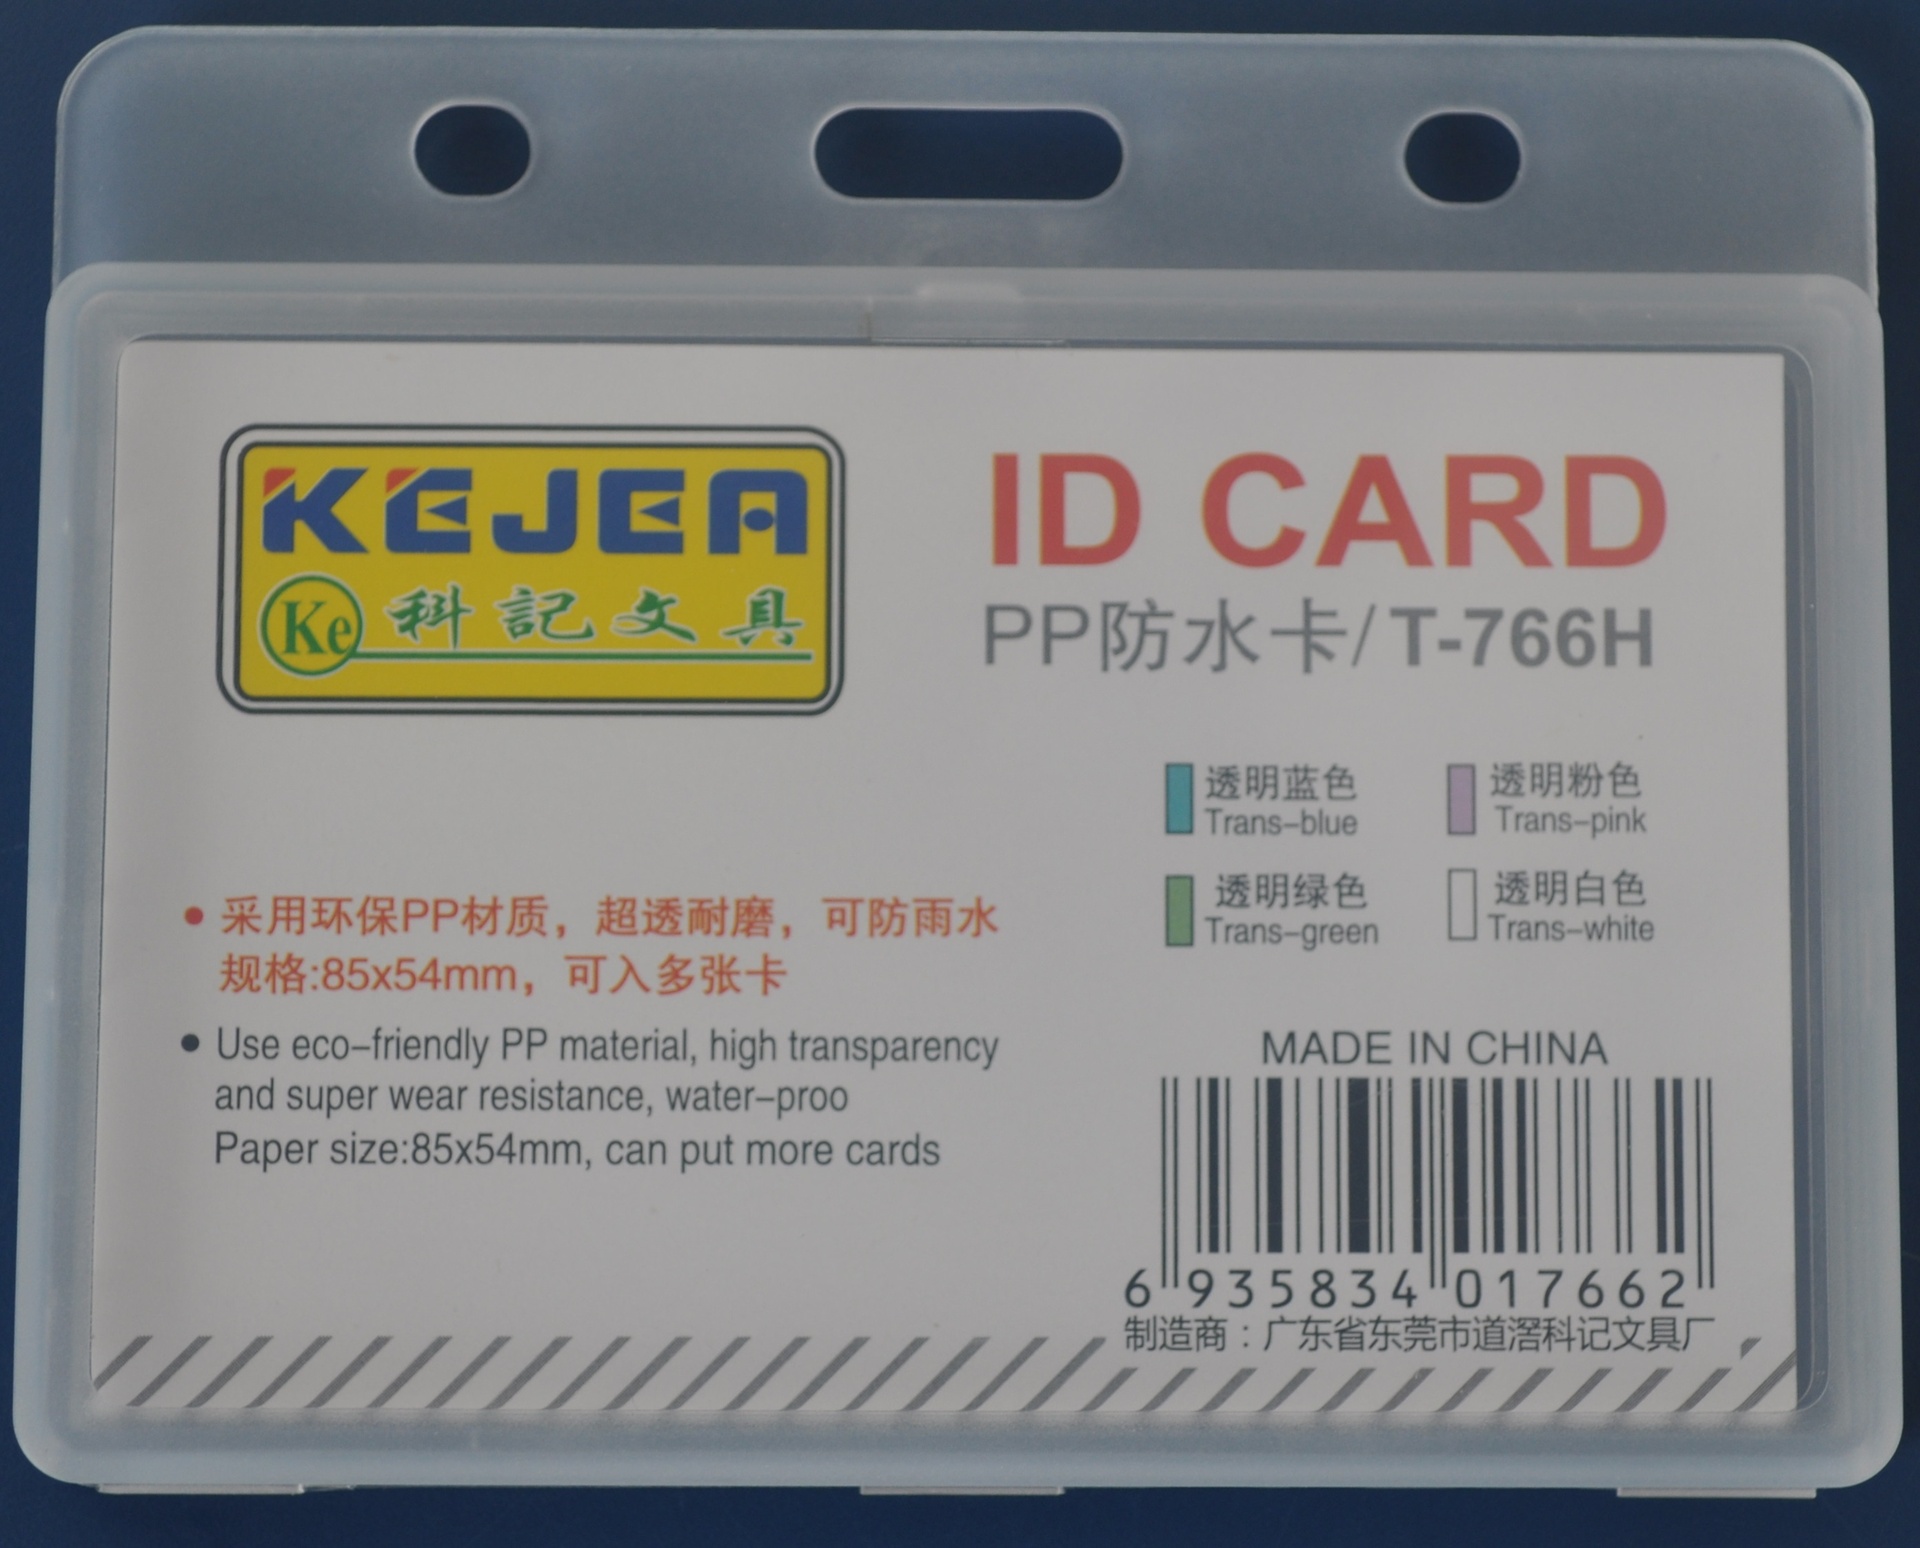 KEJEA
Ke 科記文具
ID CARD
PP防水卡/T-766H
透明蓝色
Trans-blue
透明粉色
Trans-pink
透明绿色
Trans-green
透明白色
Trans-white
• 采用环保PP材质，超透耐磨，可防雨水
规格:85x54mm，可入多张卡
• Use eco-friendly PP material, high transparency
and super wear resistance, water-proo
Paper size:85x54mm, can put more cards
MADE IN CHINA
6 935834 017662
制造商：广东省东莞市道滘科记文具厂